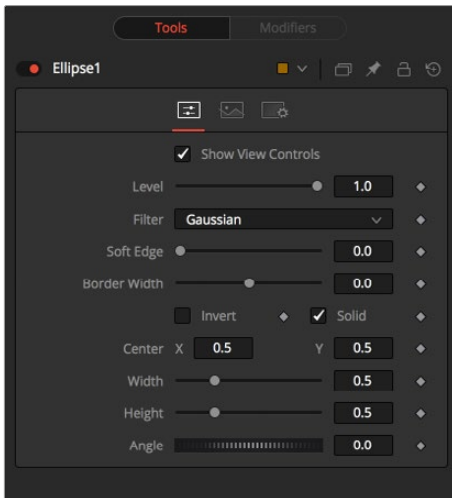 Tools Modifiers
Ellipse1
Show View Controls
Level 1.0
Filter Gaussian
Soft Edge 0.0
Border Width 0.0
Invert Solid
Center X 0.5 Y 0.5
Width 0.5
Height 0.5
Angle 0.0